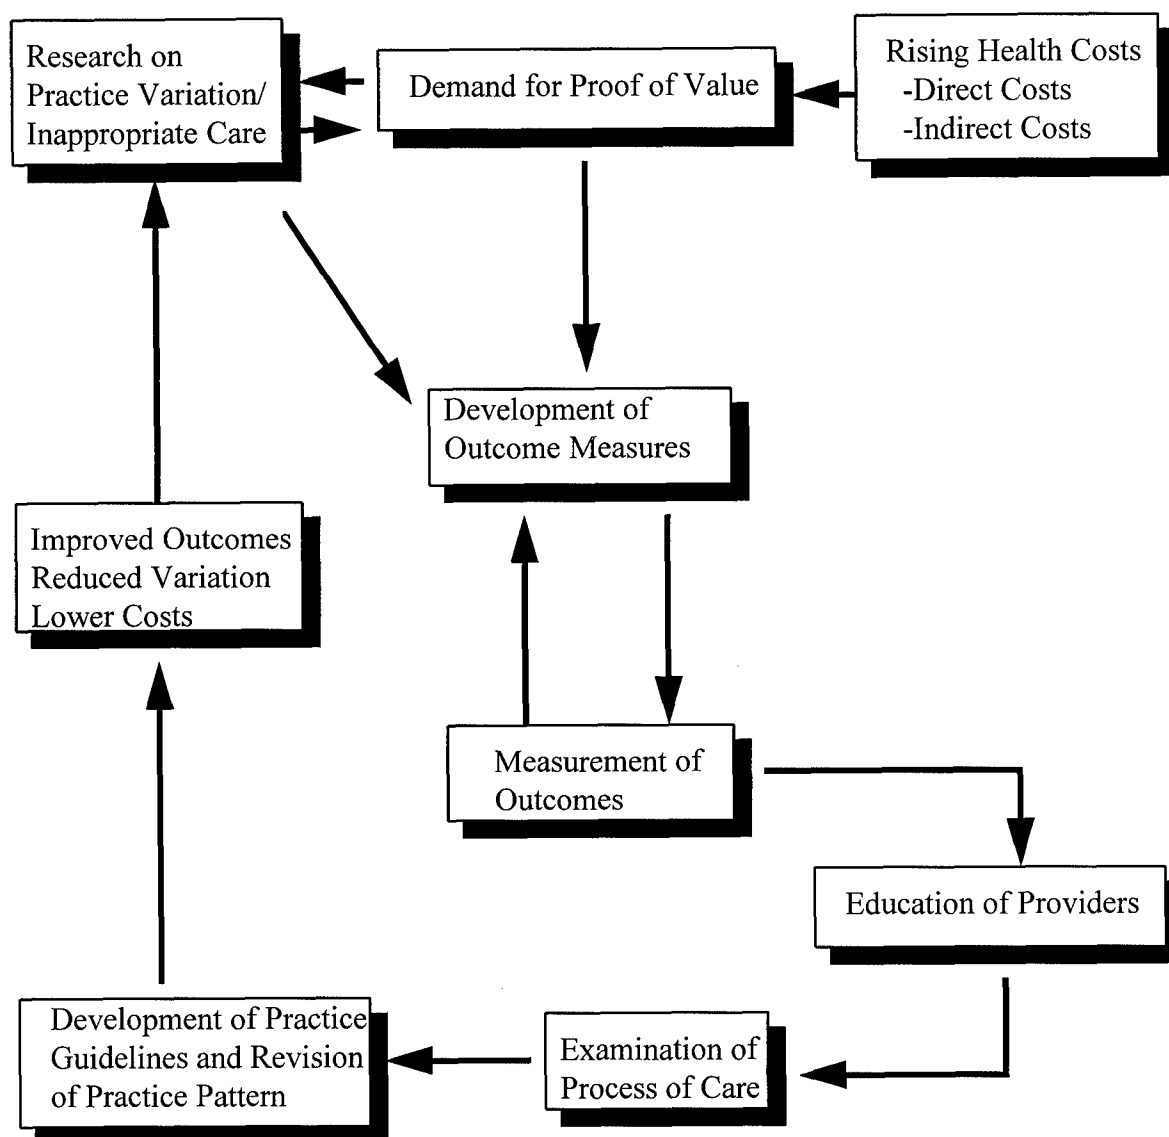 Research on
Practice Variation/
Inappropriate Care
Demand for Proof of Value
Rising Health Costs
-Direct Costs
-Indirect Costs
Development of
Outcome Measures
Improved Outcomes
Reduced Variation
Lower Costs
Measurement of
Outcomes
Education of Providers
Development of Practice
Guidelines and Revision
of Practice Pattern
Examination of
Process of Care